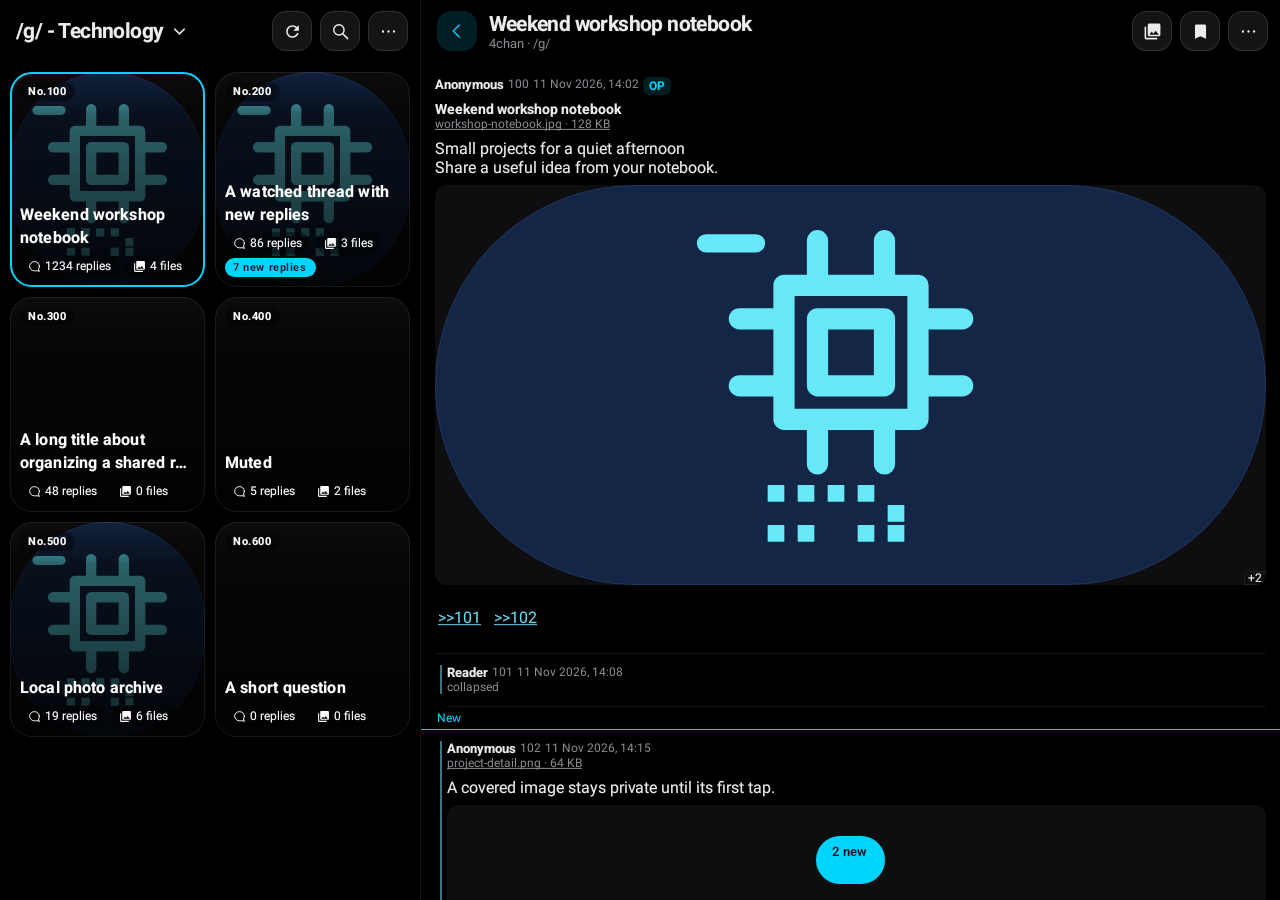 /g/ - Technology
No.100
Weekend workshop
notebook
1234 replies
4 files
No.200
A watched thread with
new replies
86 replies
3 files
7 new replies
No.300
A long title about
organizing a shared r…
48 replies
0 files
No.400
Muted
5 replies
2 files
No.500
Local photo archive
19 replies
6 files
No.600
A short question
0 replies
0 files
Weekend workshop notebook
4chan · /g/
Anonymous 100 11 Nov 2026, 14:02 OP
Weekend workshop notebook
workshop-notebook.jpg · 128 KB
Small projects for a quiet afternoon
Share a useful idea from your notebook.
+2
>>101 >>102
Reader 101 11 Nov 2026, 14:08
collapsed
New
Anonymous 102 11 Nov 2026, 14:15
project-detail.png · 64 KB
A covered image stays private until its first tap.
2 new